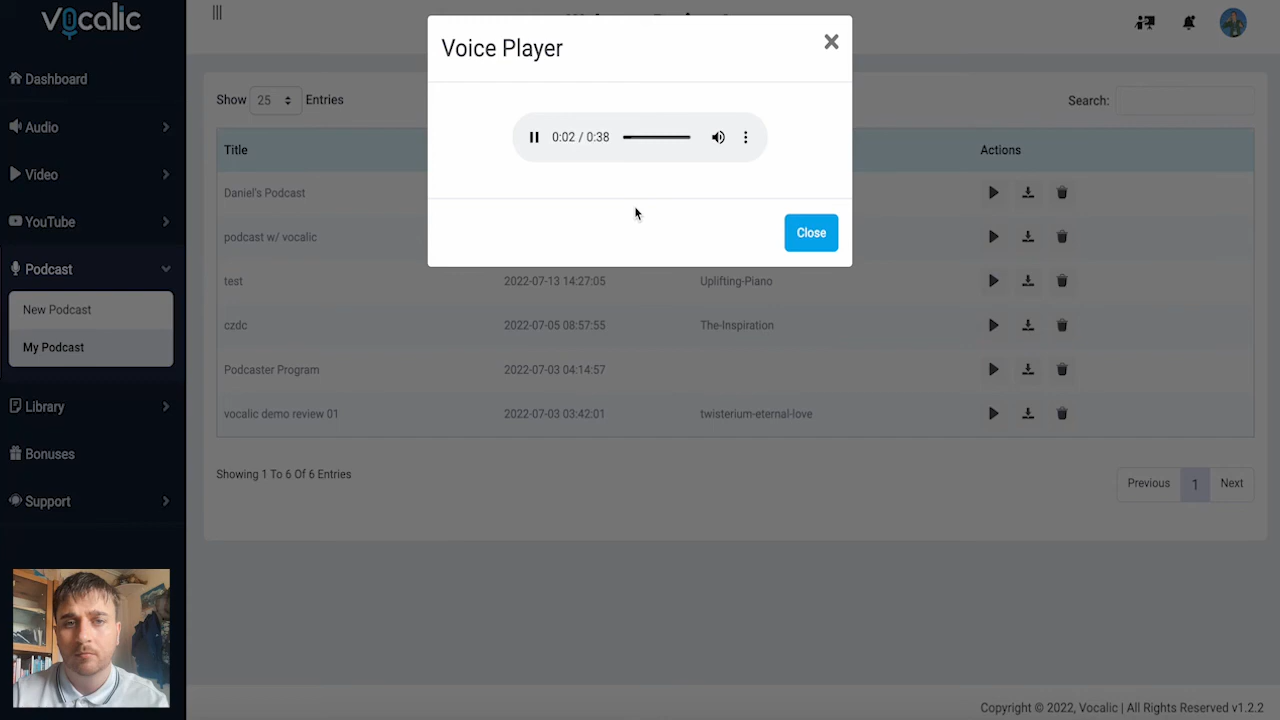 vocalic
Dashboard
Audio
Video
YouTube
Podcast
New Podcast
My Podcast
Library
Bonuses
Support
Voice Player
0:02 / 0:38
Close
Show 25 Entries
Search:
Title
Actions
Daniel's Podcast
podcast w/ vocalic
test 2022-07-13 14:27:05 Uplifting-Piano
czdc 2022-07-05 08:57:55 The-Inspiration
Podcaster Program 2022-07-03 04:14:57
vocalic demo review 01 2022-07-03 03:42:01 twisterium-eternal-love
Showing 1 To 6 Of 6 Entries
Previous 1 Next
Copyright © 2022, Vocalic | All Rights Reserved v1.2.2